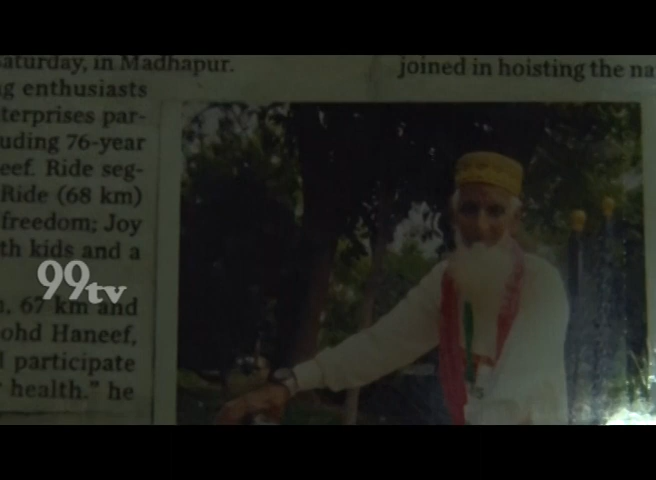 Saturday, in Madhapur.
joined in hoisting the na
g enthusiasts
terprises par-
uding 76-year
eef. Ride seg-
Ride (68 km)
freedom; Joy
th kids and a
99tv
, 67 km and
ohd Haneef,
participate
health." he